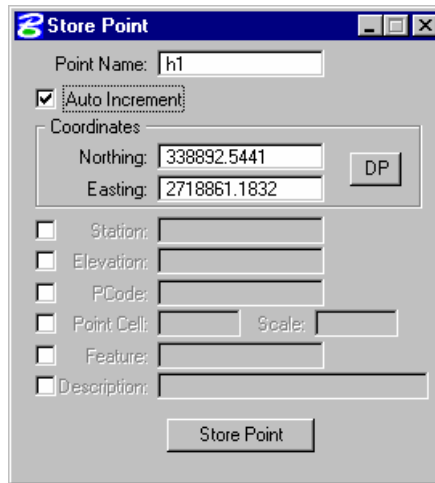 Store Point
Point Name: h1
Auto Increment
Coordinates
Northing: 338892.5441
DP
Easting: 2718861.1832
Station:
Elevation:
PCode:
Point Cell: Scale:
Feature:
Description:
Store Point